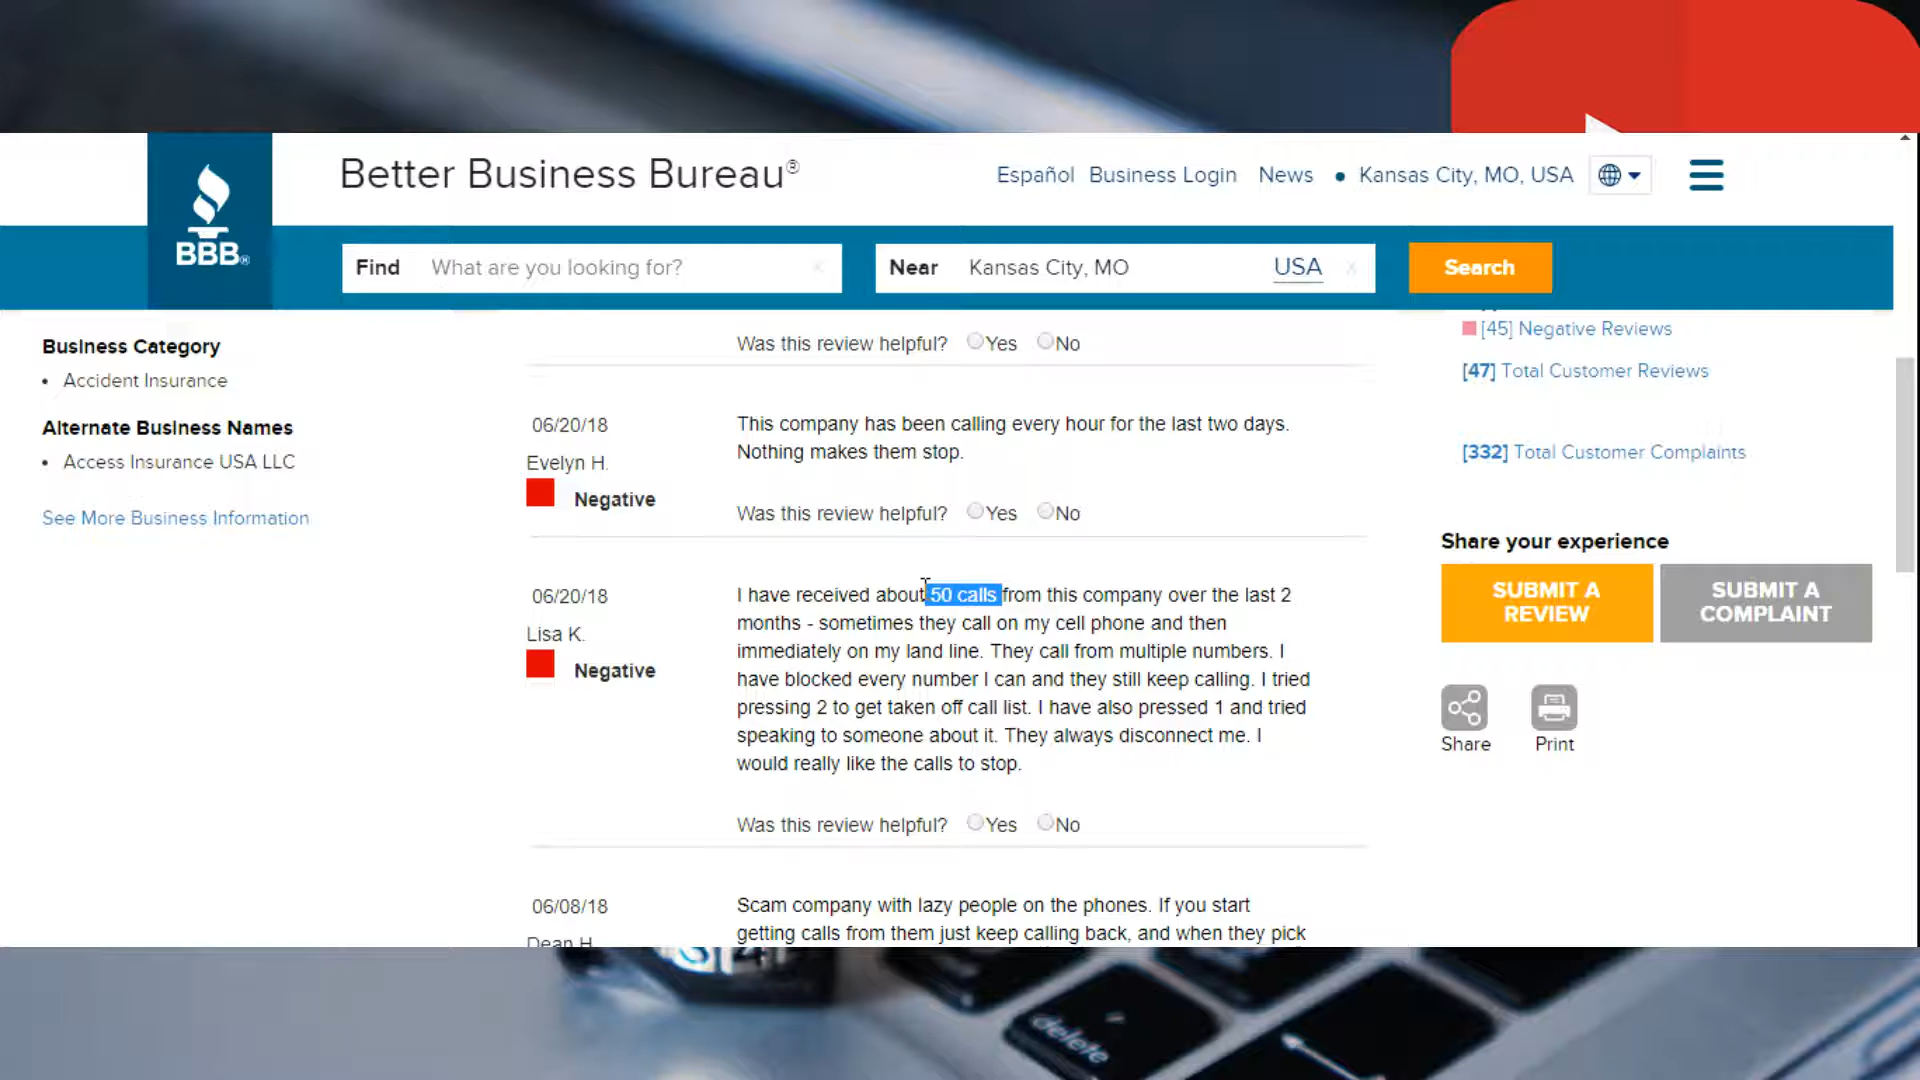 Better Business Bureau®
Español Business Login News • Kansas City, MO, USA
BBB®
Find What are you looking for? x
Near Kansas City, MO USA x
Search
Business Category
• Accident Insurance
Alternate Business Names
• Access Insurance USA LLC
See More Business Information
Was this review helpful? Yes No
06/20/18
Evelyn H.
Negative
This company has been calling every hour for the last two days.
Nothing makes them stop.
Was this review helpful? Yes No
06/20/18
Lisa K.
Negative
I have received about 50 calls from this company over the last 2
months - sometimes they call on my cell phone and then
immediately on my land line. They call from multiple numbers. I
have blocked every number I can and they still keep calling. I tried
pressing 2 to get taken off call list. I have also pressed 1 and tried
speaking to someone about it. They always disconnect me. I
would really like the calls to stop.
Was this review helpful? Yes No
06/08/18
Dean H.
Scam company with lazy people on the phones. If you start
getting calls from them just keep calling back, and when they pick
[45] Negative Reviews
[47] Total Customer Reviews
[332] Total Customer Complaints
Share your experience
SUBMIT A
REVIEW
SUBMIT A
COMPLAINT
Share
Print
delete